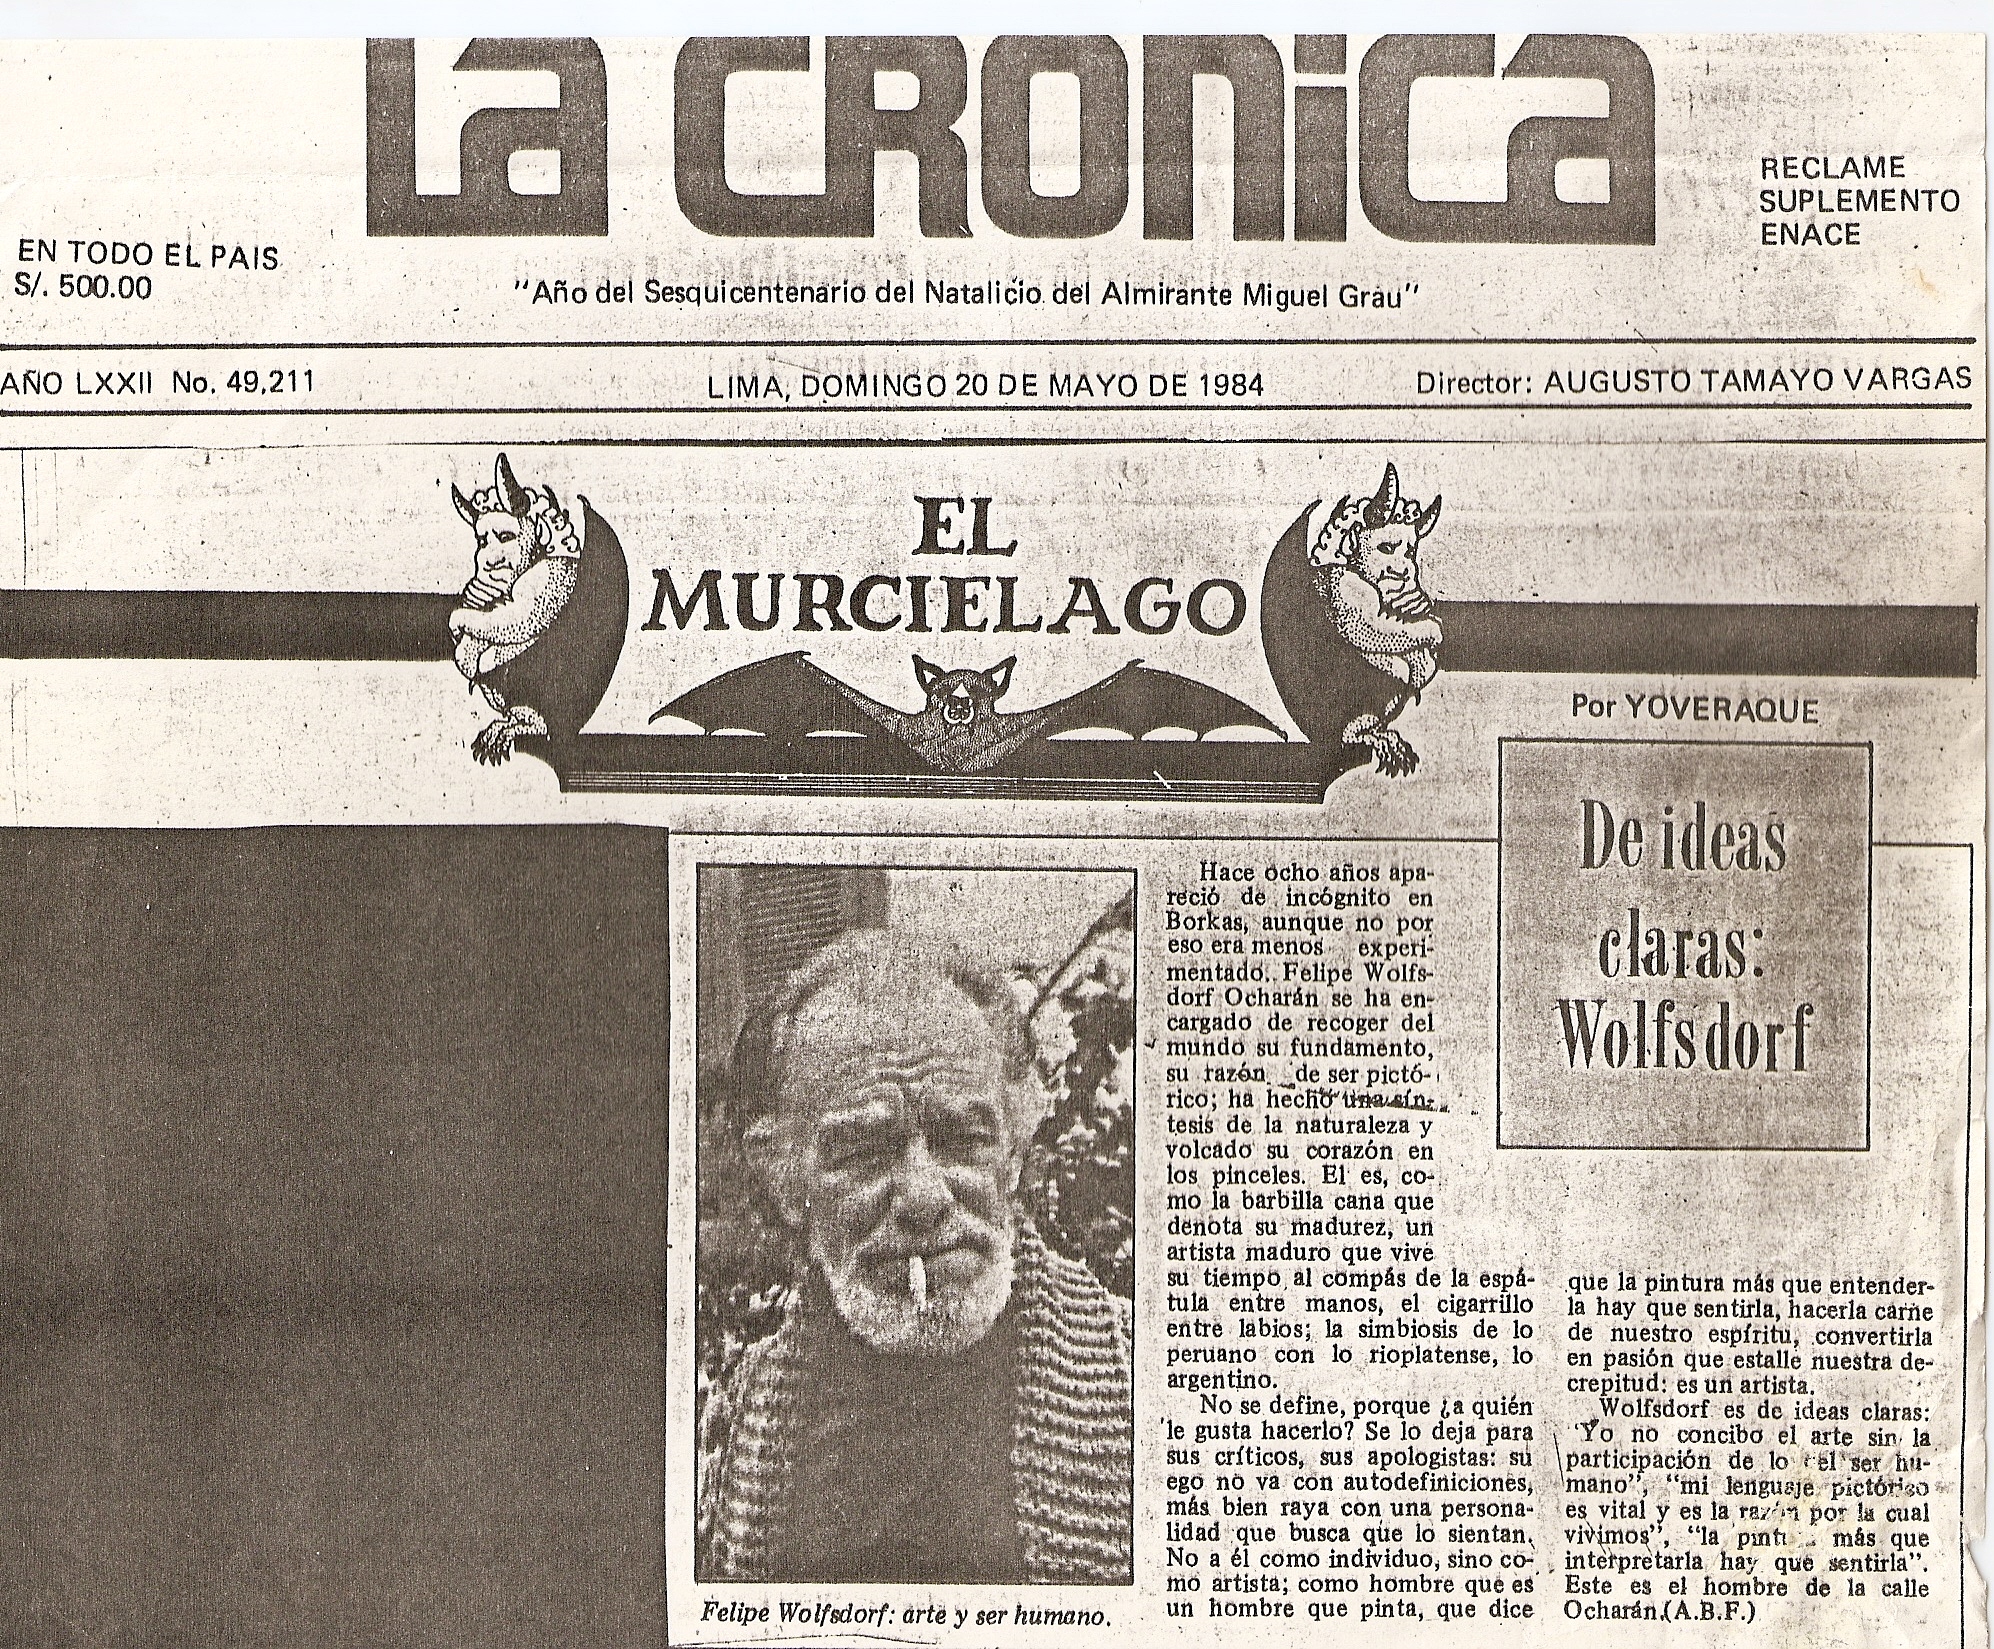 La CRONica
RECLAME
SUPLEMENTO
ENACE
EN TODO EL PAIS
S/. 500.00
"Año del Sesquicentenario del Natalicio del Almirante Miguel Grau"
AÑO LXXII No. 49,211
LIMA, DOMINGO 20 DE MAYO DE 1984
Director: AUGUSTO TAMAYO VARGAS
EL
MURCIELAGO
Por YOVERAQUE
De ideas
claras:
Wolfsdorf
Hace ocho años apa-
reció de incógnito en
Borkas, aunque no por
eso era menos experi-
mentado. Felipe Wolfs-
dorf Ocharán se ha en-
cargado de recoger del
mundo su fundamento,
su razón de ser pictó-
rico; ha hecho una sín-
tesis de la naturaleza y
volcado su corazón en
los pinceles. El es, co-
mo la barbilla cana que
denota su madurez, un
artista maduro que vive
su tiempo al compás de la espá-
tula entre manos, el cigarrillo
entre labios; la simbiosis de lo
peruano con lo rioplatense, lo
argentino.
No se define, porque ¿a quién
le gusta hacerlo? Se lo deja para
sus críticos, sus apologistas: su
ego no va con autodefiniciones,
más bien raya con una persona-
lidad que busca que lo sientan.
No a él como individuo, sino co-
mo artista; como hombre que es
un hombre que pinta, que dice
que la pintura más que entender-
la hay que sentirla, hacerla carne
de nuestro espíritu, convertirla
en pasión que estalle nuestra de-
crepitud: es un artista.
Wolfsdorf es de ideas claras:
"Yo no concibo el arte sin la
participación de lo el ser hu-
mano", "mi lenguaje pictórico
es vital y es la razón por la cual
vivimos", "la más que
interpretarla hay que sentirla".
Este es el hombre de la calle
Ocharán.(A.B.F.)
Felipe Wolfsdorf: arte y ser humano.